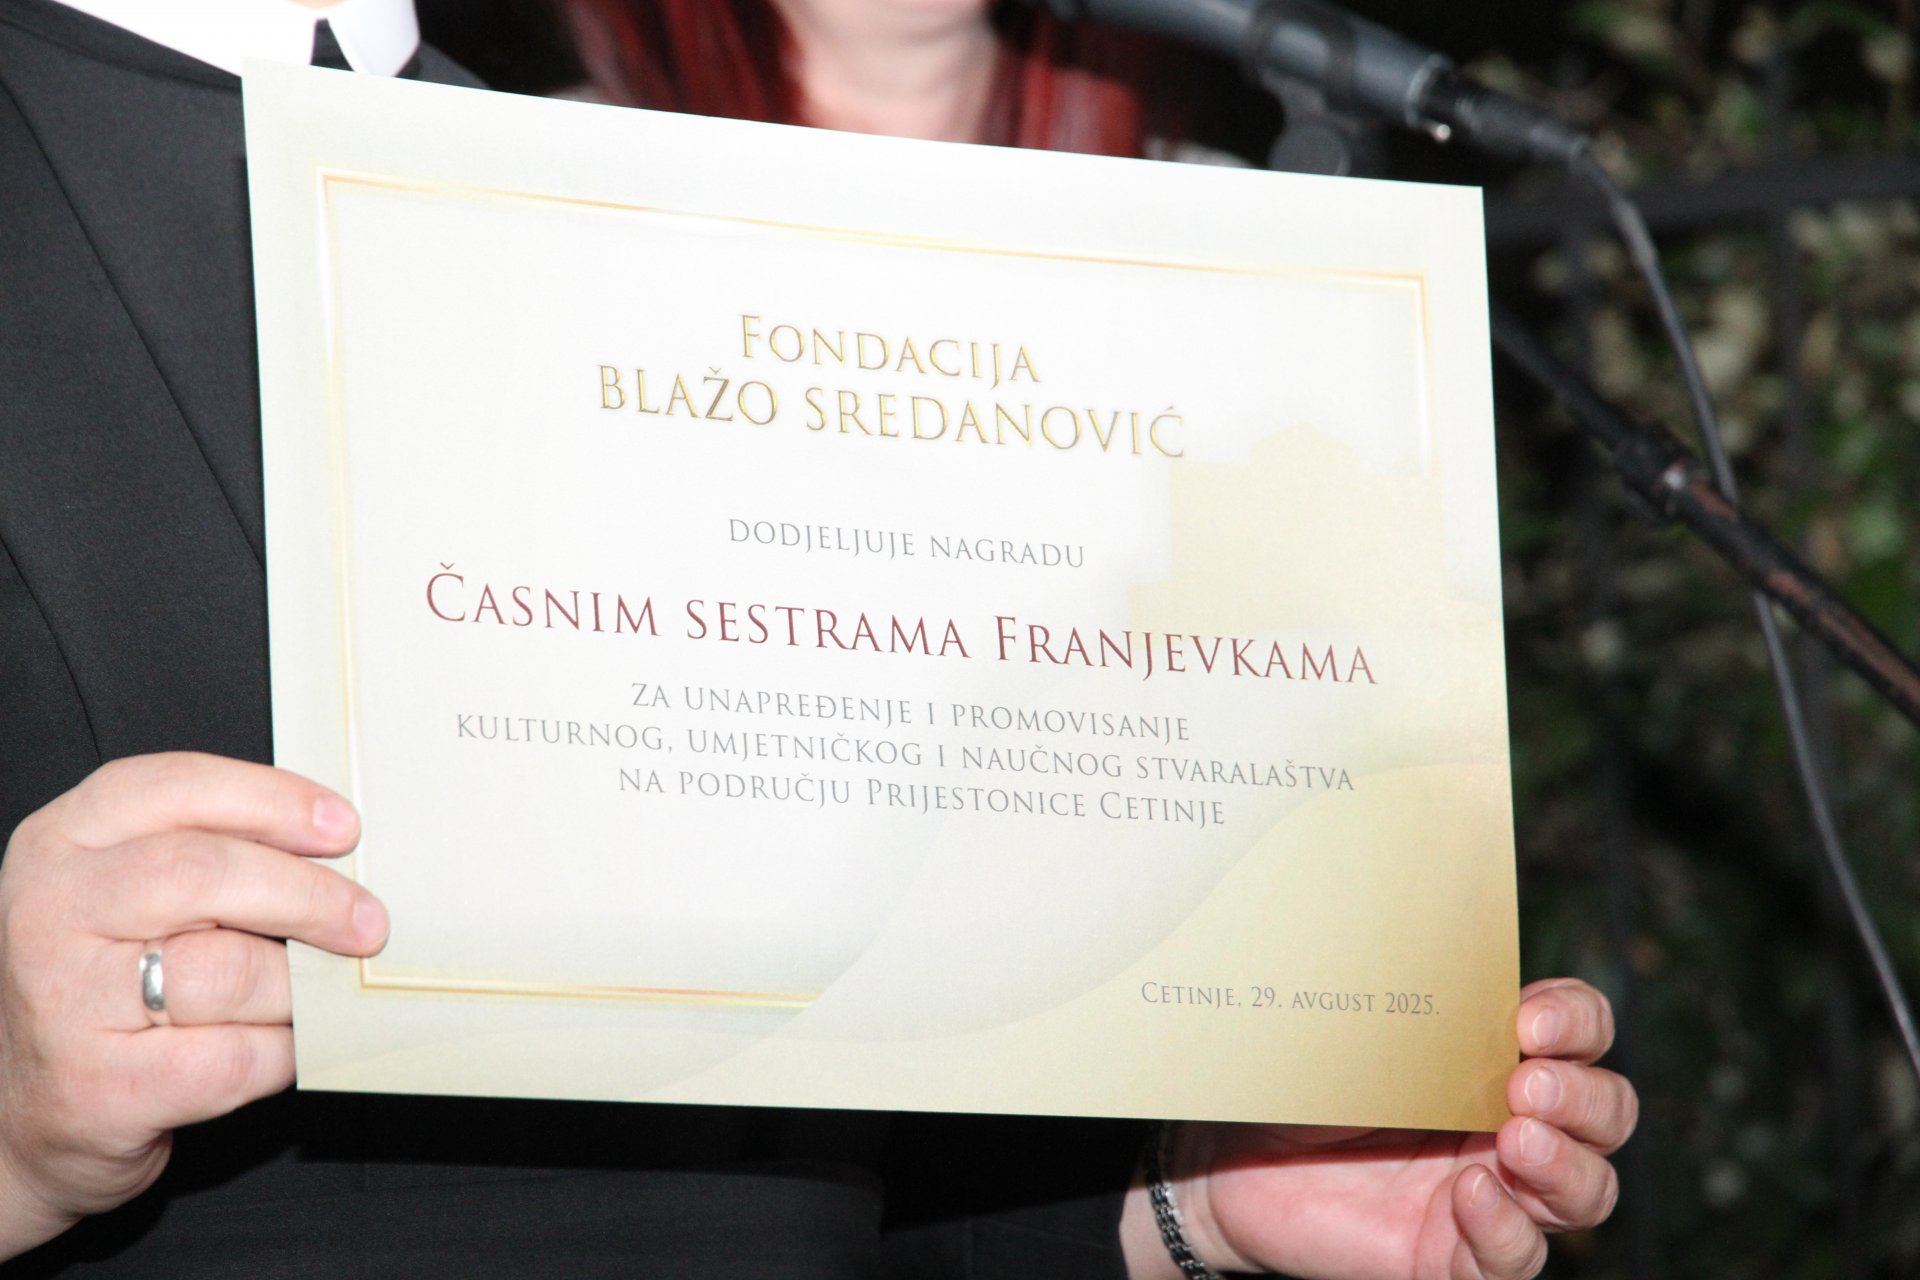 Fondacija
Blažo Sredanović
dodjeljuje nagradu
Časnim sestrama Franjevkama
za unapređenje i promovisanje
kulturnog, umjetničkog i naučnog stvaralaštva
na području Prijestonice Cetinje
Cetinje, 29. avgust 2025.